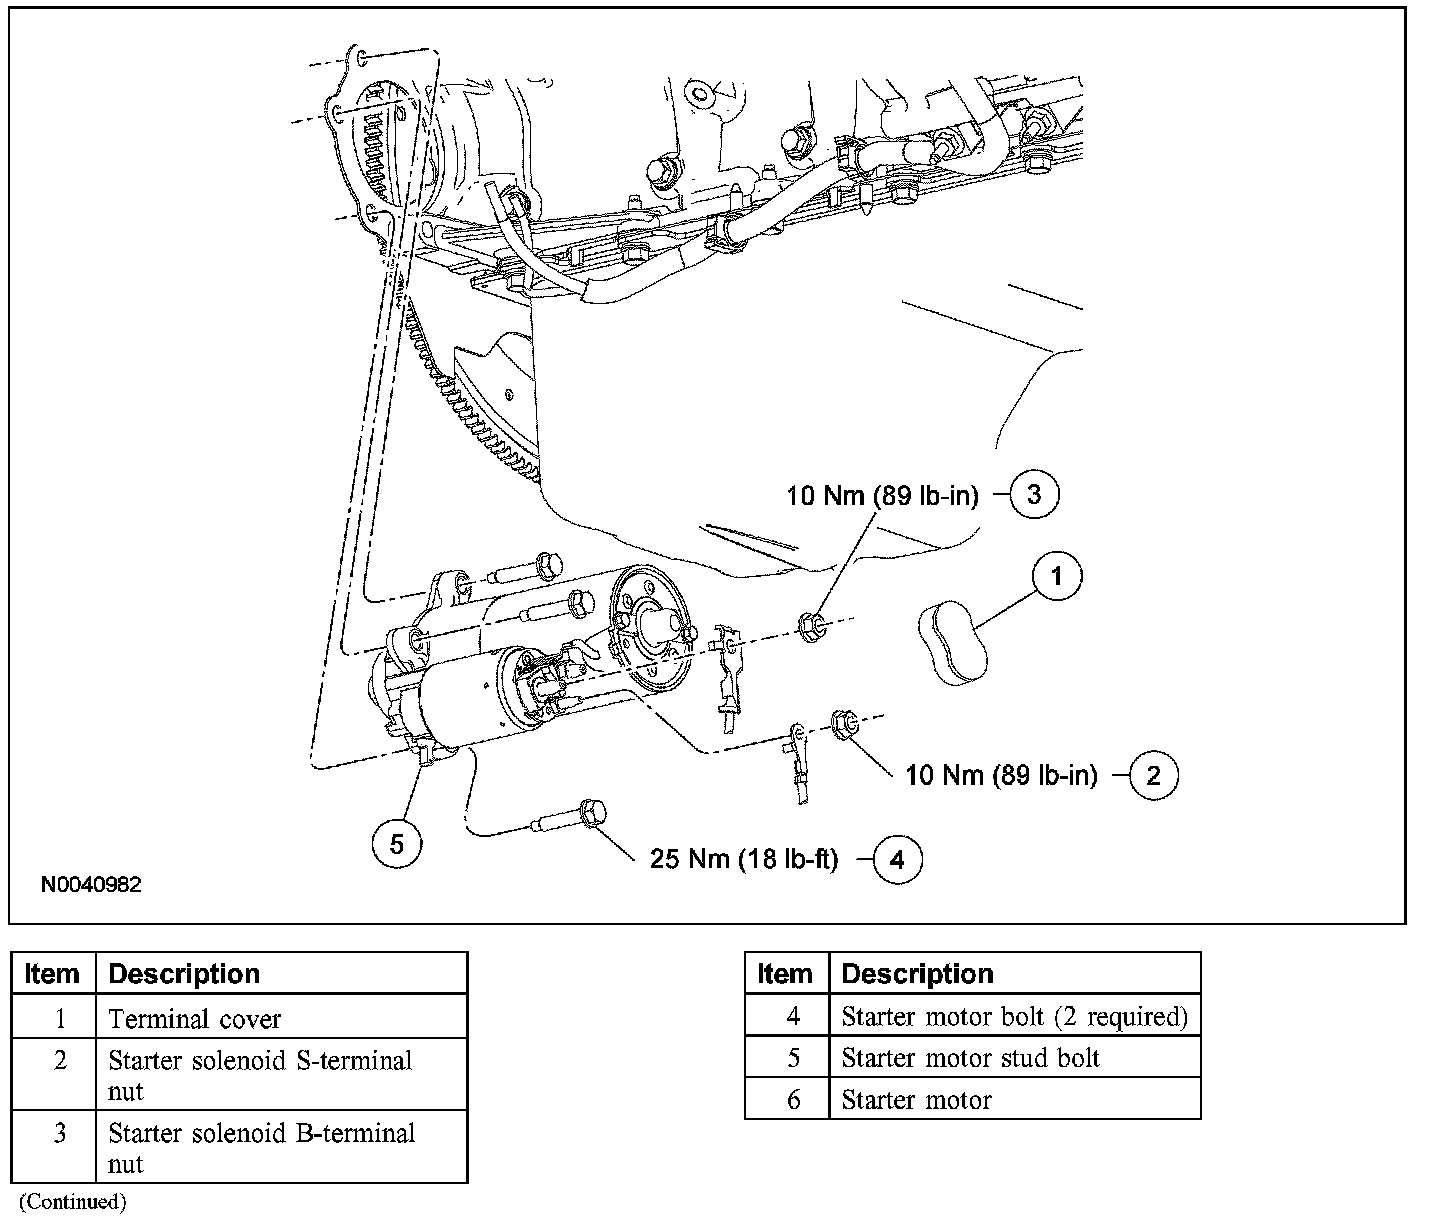 10 Nm (89 lb-in) 3
1
10 Nm (89 lb-in) 2
5
25 Nm (18 lb-ft) 4
N0040982
Item Description
1 Terminal cover
2 Starter solenoid S-terminal
nut
3 Starter solenoid B-terminal
nut
(Continued)
Item Description
4 Starter motor bolt (2 required)
5 Starter motor stud bolt
6 Starter motor